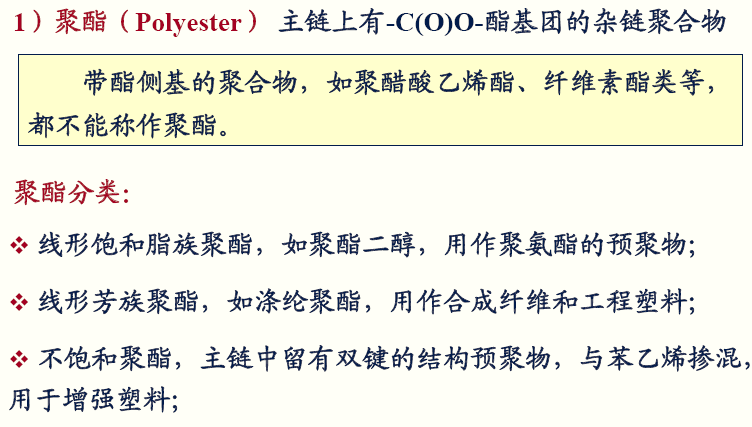 1）聚酯（Polyester） 主链上有-C(O)O-酯基团的杂链聚合物
带酯侧基的聚合物，如聚醋酸乙烯酯、纤维素酯类等，
都不能称作聚酯。
聚酯分类：
❖ 线形饱和脂族聚酯，如聚酯二醇，用作聚氨酯的预聚物；
❖ 线形芳族聚酯，如涤纶聚酯，用作合成纤维和工程塑料；
❖ 不饱和聚酯，主链中留有双键的结构预聚物，与苯乙烯掺混，
用于增强塑料；